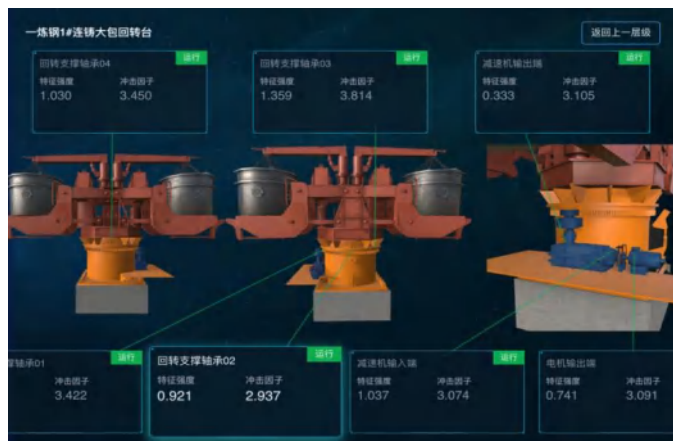 一炼钢1#连铸大包回转台
返回上一层级
回转支撑轴承04
运行
特征强度 冲击因子
1.030 3.450
回转支撑轴承03
运行
特征强度 冲击因子
1.359 3.814
减速机输出端
运行
特征强度 冲击因子
0.333 3.105
撑轴承01
运行
冲击因子
3.422
回转支撑轴承02
运行
特征强度 冲击因子
0.921 2.937
减速机输入端
运行
特征强度 冲击因子
1.037 3.074
电机输出端
特征强度 冲击因子
0.741 3.091